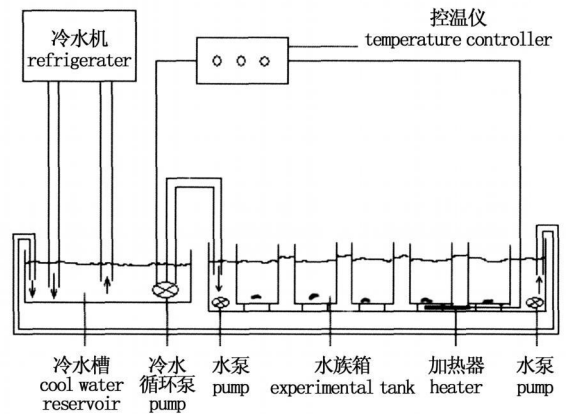 冷水机
refrigerater
控温仪
temperature controller
冷水槽
cool water
reservoir
冷水
循环泵
pump
水泵
pump
水族箱
experimental tank
加热器
heater
水泵
pump